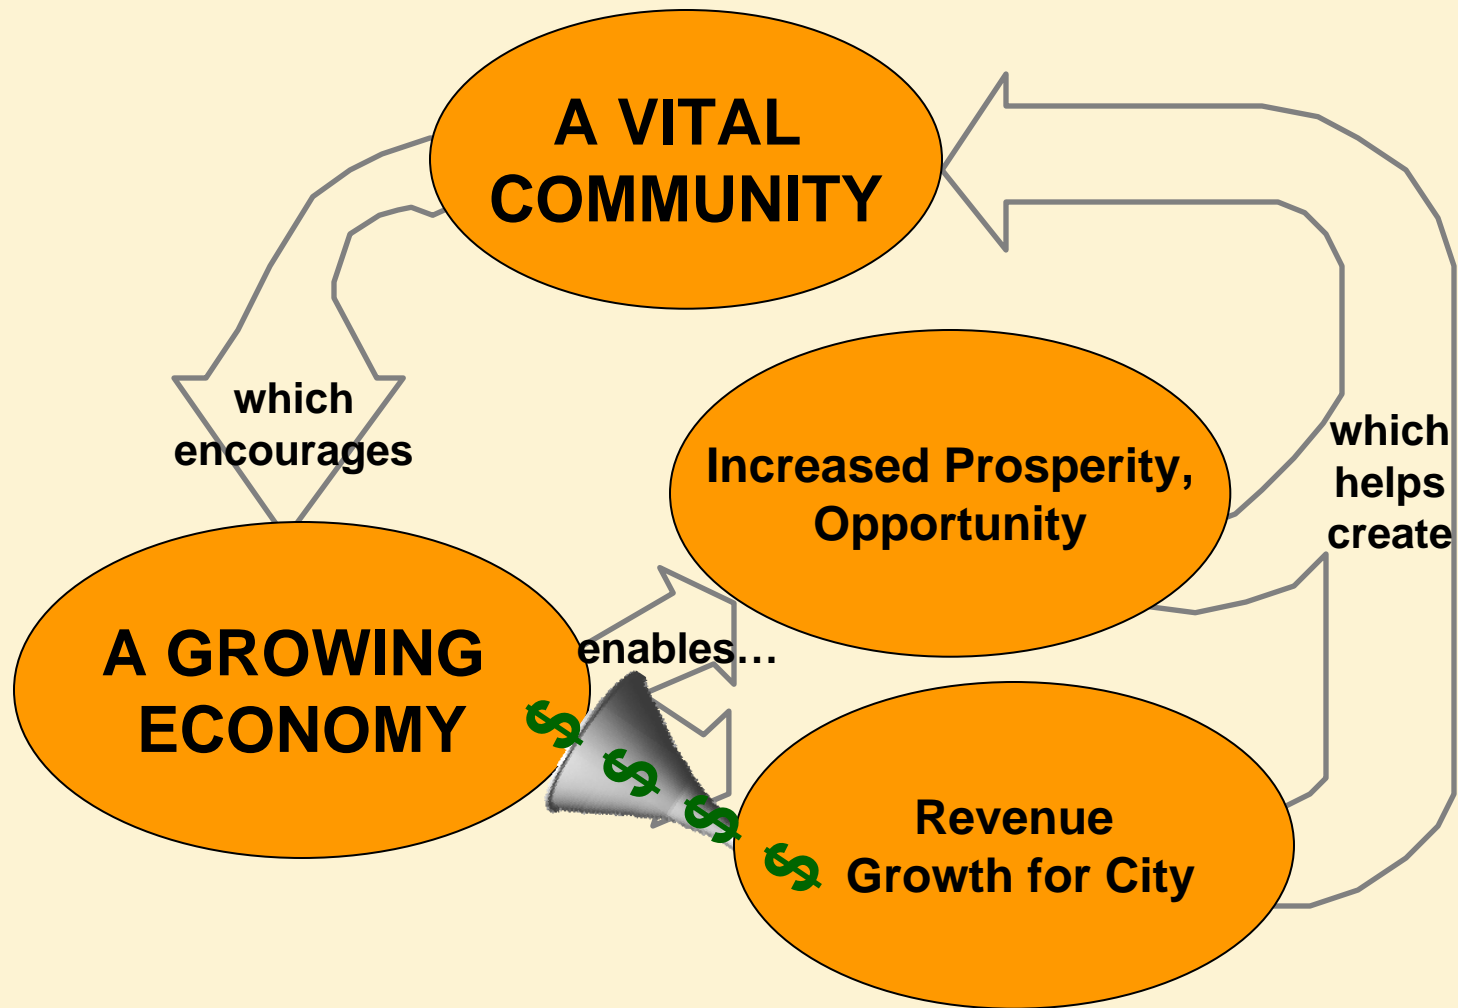 A VITAL
COMMUNITY
which
encourages
Increased Prosperity,
Opportunity
which
helps
create
A GROWING
ECONOMY
enables…
$ $ $ $
Revenue
Growth for City